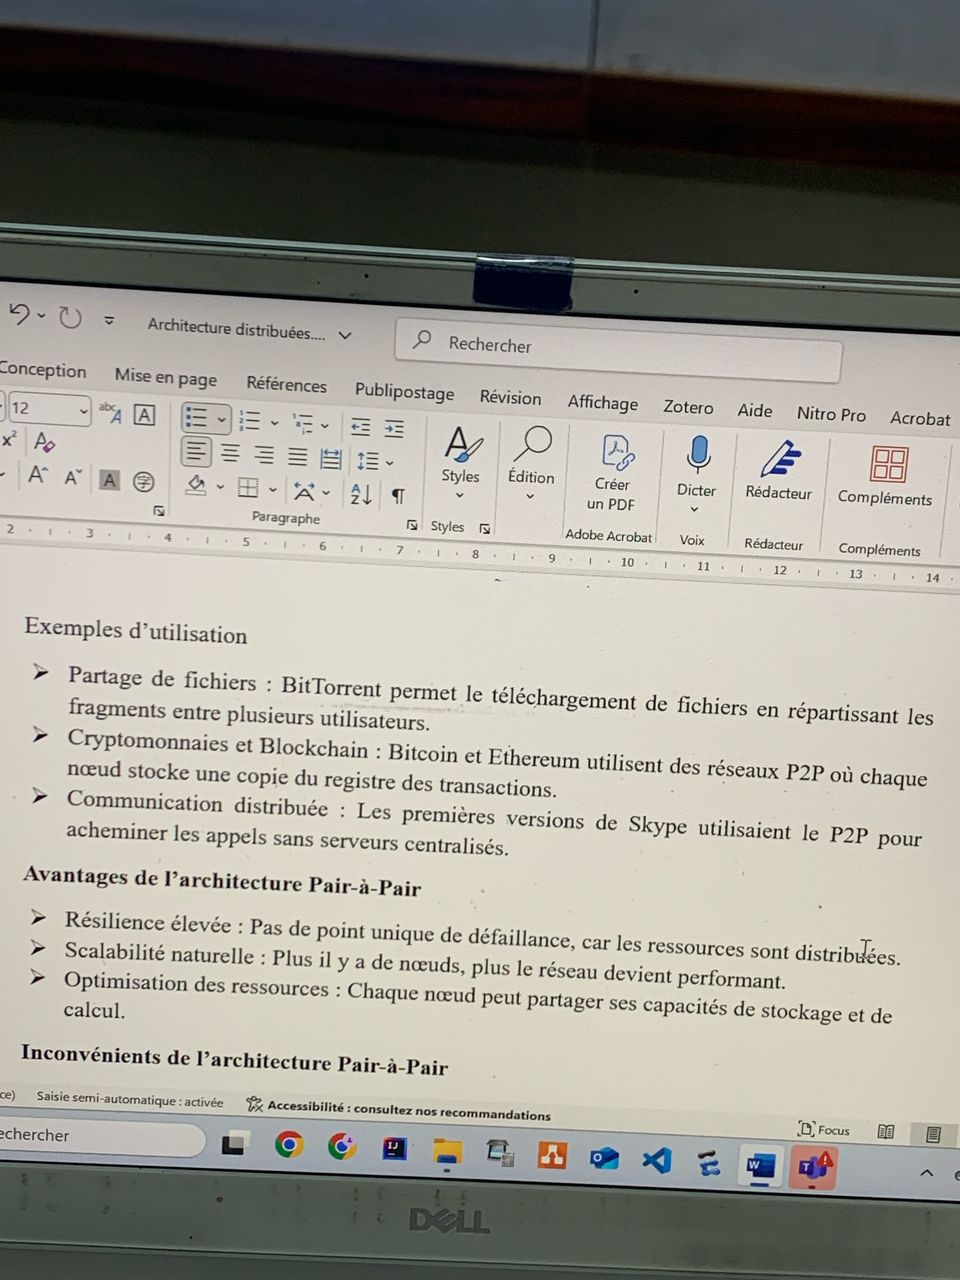 Architecture distribuées....
Rechercher
Conception Mise en page Références Publipostage Révision Affichage Zotero Aide Nitro Pro Acrobat
12
Styles
Édition
Créer
un PDF
Dicter
Rédacteur
Compléments
Paragraphe
Styles
Adobe Acrobat
Voix
Rédacteur
Compléments
2 3 4 5 6 7 8 9 10 11 12 13 14
Exemples d’utilisation
➤ Partage de fichiers : BitTorrent permet le téléchargement de fichiers en répartissant les
fragments entre plusieurs utilisateurs.
➤ Cryptomonnaies et Blockchain : Bitcoin et Ethereum utilisent des réseaux P2P où chaque
nœud stocke une copie du registre des transactions.
➤ Communication distribuée : Les premières versions de Skype utilisaient le P2P pour
acheminer les appels sans serveurs centralisés.
Avantages de l’architecture Pair-à-Pair
➤ Résilience élevée : Pas de point unique de défaillance, car les ressources sont distribuées.
➤ Scalabilité naturelle : Plus il y a de nœuds, plus le réseau devient performant.
➤ Optimisation des ressources : Chaque nœud peut partager ses capacités de stockage et de
calcul.
Inconvénients de l’architecture Pair-à-Pair
ce) Saisie semi-automatique : activée Accessibilité : consultez nos recommandations Focus
echercher
DELL